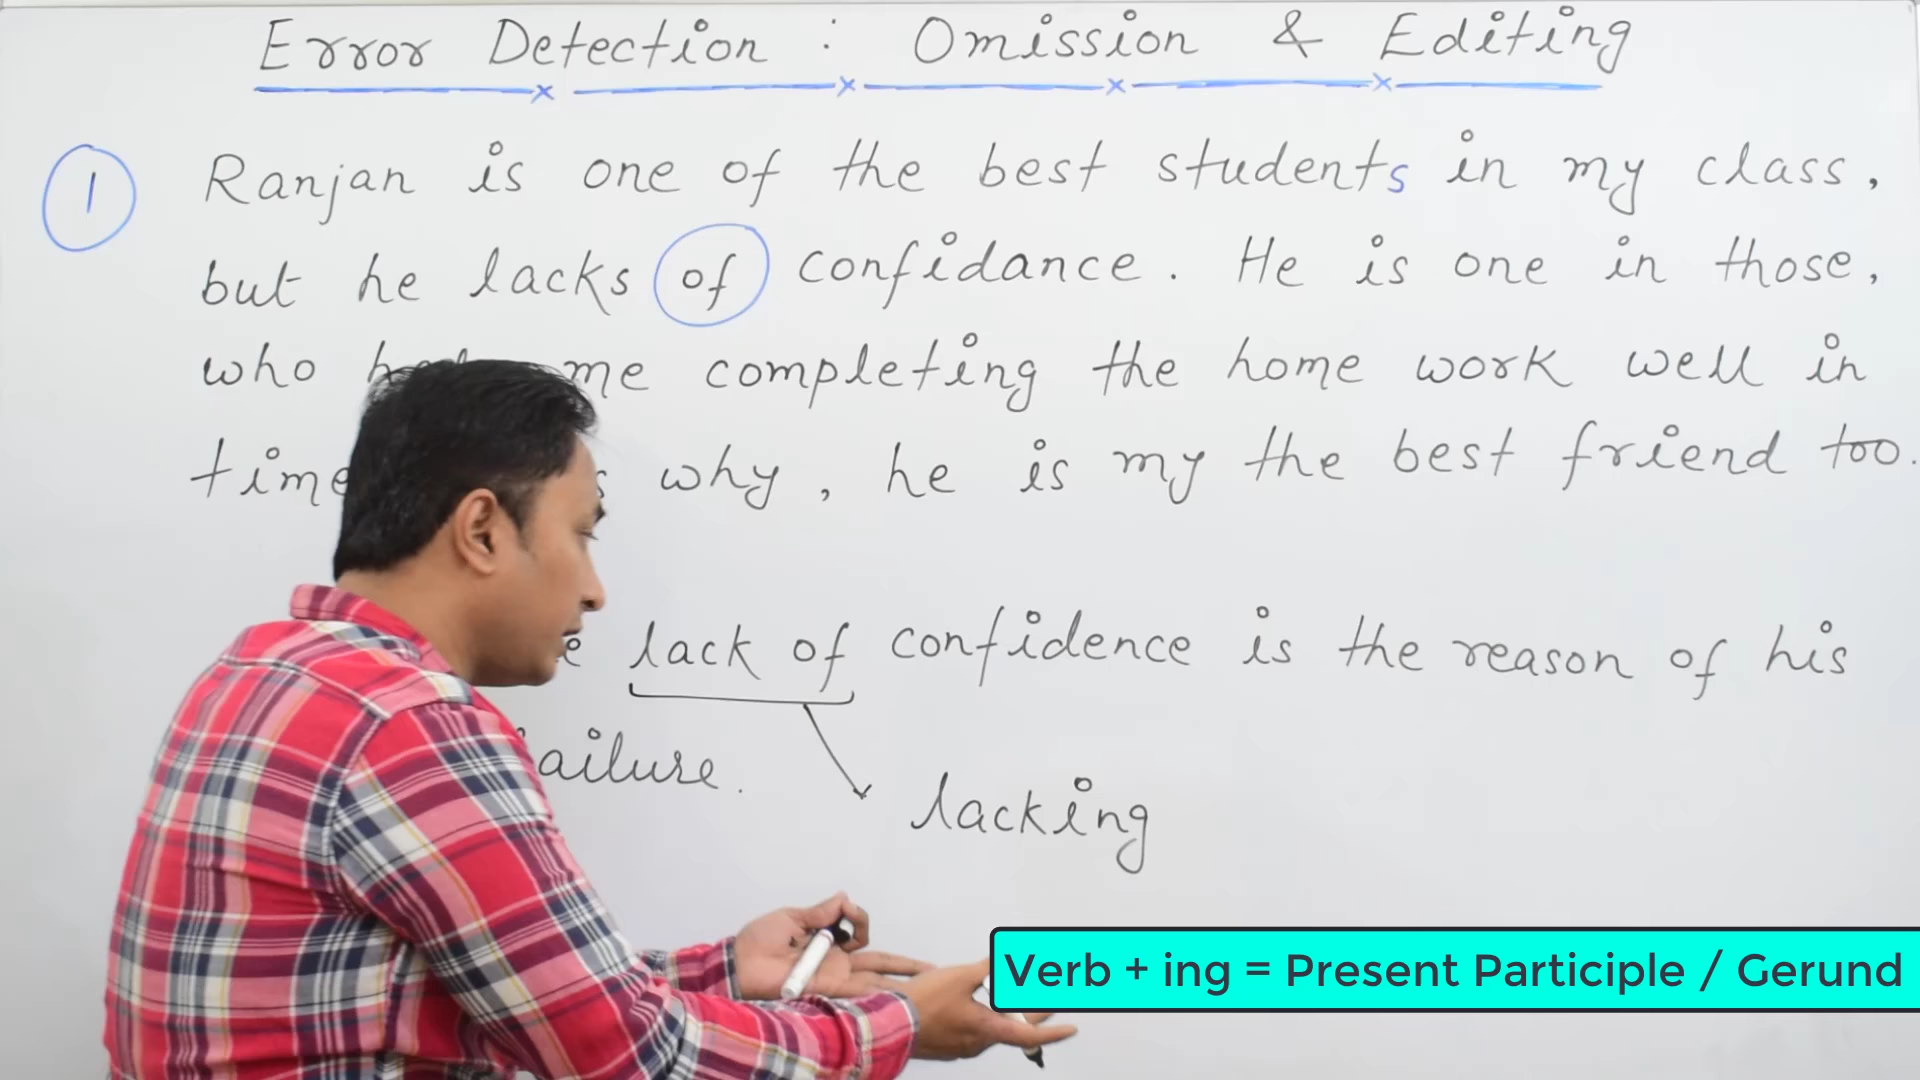 Error Detection : Omission & Editing
1 Ranjan is one of the best students in my class,
but he lacks of confidance. He is one in those,
who me completing the home work well in
time why, he is my the best friend too.
lack of confidence is the reason of his
ailure.
lacking
Verb + ing = Present Participle / Gerund